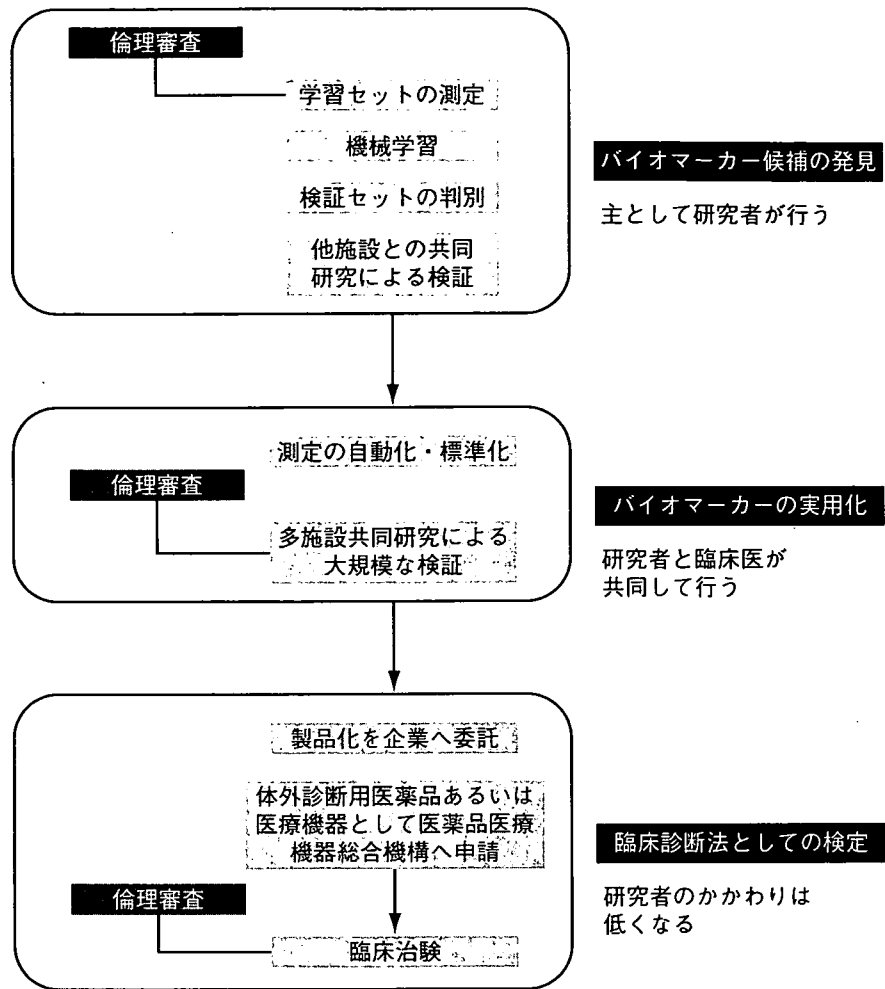 倫理審査
学習セットの測定
機械学習
検証セットの判別
他施設との共同
研究による検証
バイオマーカー候補の発見
主として研究者が行う
測定の自動化・標準化
倫理審査
多施設共同研究による
大規模な検証
バイオマーカーの実用化
研究者と臨床医が
共同して行う
製品化を企業へ委託
体外診断用医薬品あるいは
医療機器として医薬品医療
機器総合機構へ申請
倫理審査
臨床治験
臨床診断法としての検定
研究者のかかわりは
低くなる